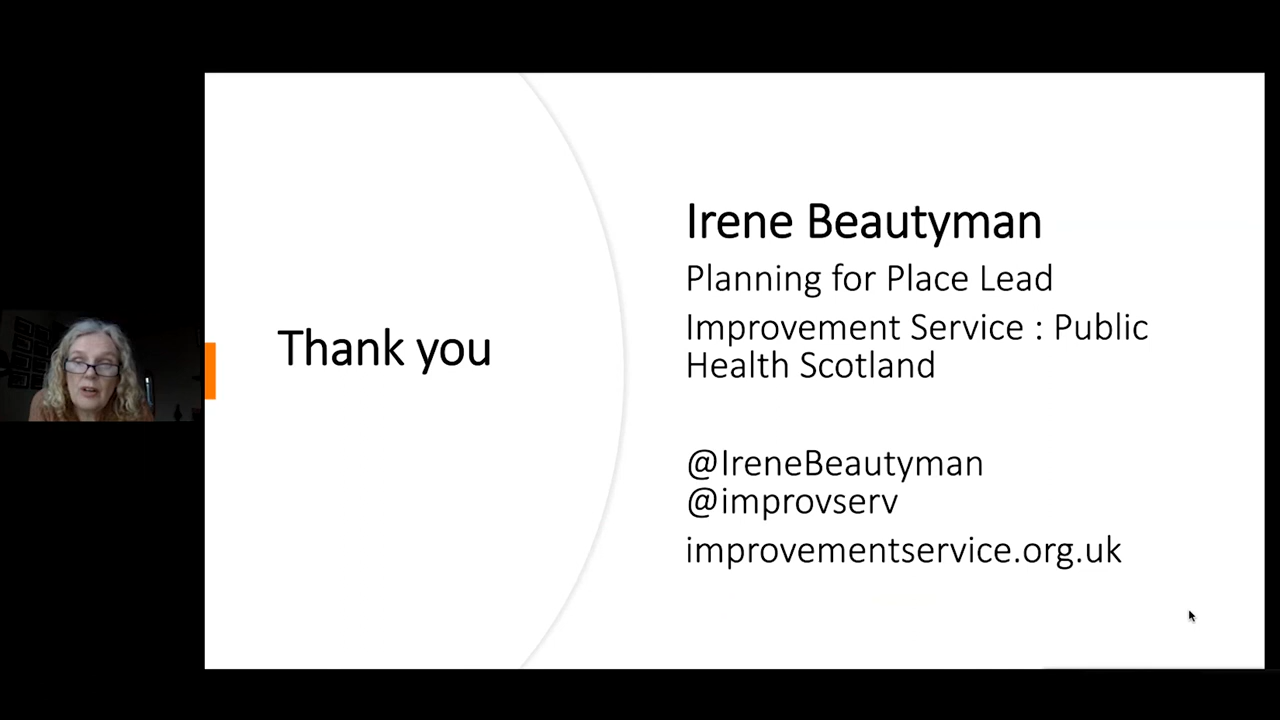 Thank you
Irene Beautyman
Planning for Place Lead
Improvement Service : Public
Health Scotland
@IreneBeautyman
@improvserv
improvementservice.org.uk